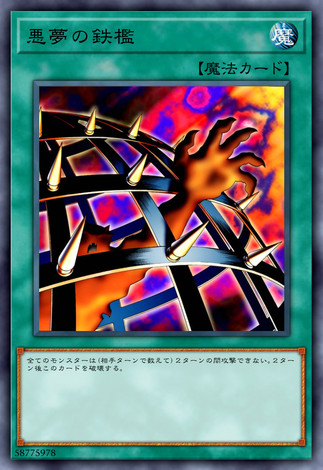 悪夢の鉄檻
魔
【魔法カード】
全てのモンスターは(相手ターンで数えて)2ターンの間攻撃できない。2ター
ン後このカードを破壊する。
58775978